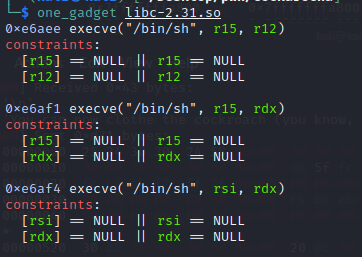 $ one_gadget libc-2.31.so
0xe6aee execve("/bin/sh", r15, r12)
constraints:
[r15] == NULL || r15 == NULL
[r12] == NULL || r12 == NULL
0xe6af1 execve("/bin/sh", r15, rdx)
constraints:
[r15] == NULL || r15 == NULL
[rdx] == NULL || rdx == NULL
0xe6af4 execve("/bin/sh", rsi, rdx)
constraints:
[rsi] == NULL || rsi == NULL
[rdx] == NULL || rdx == NULL